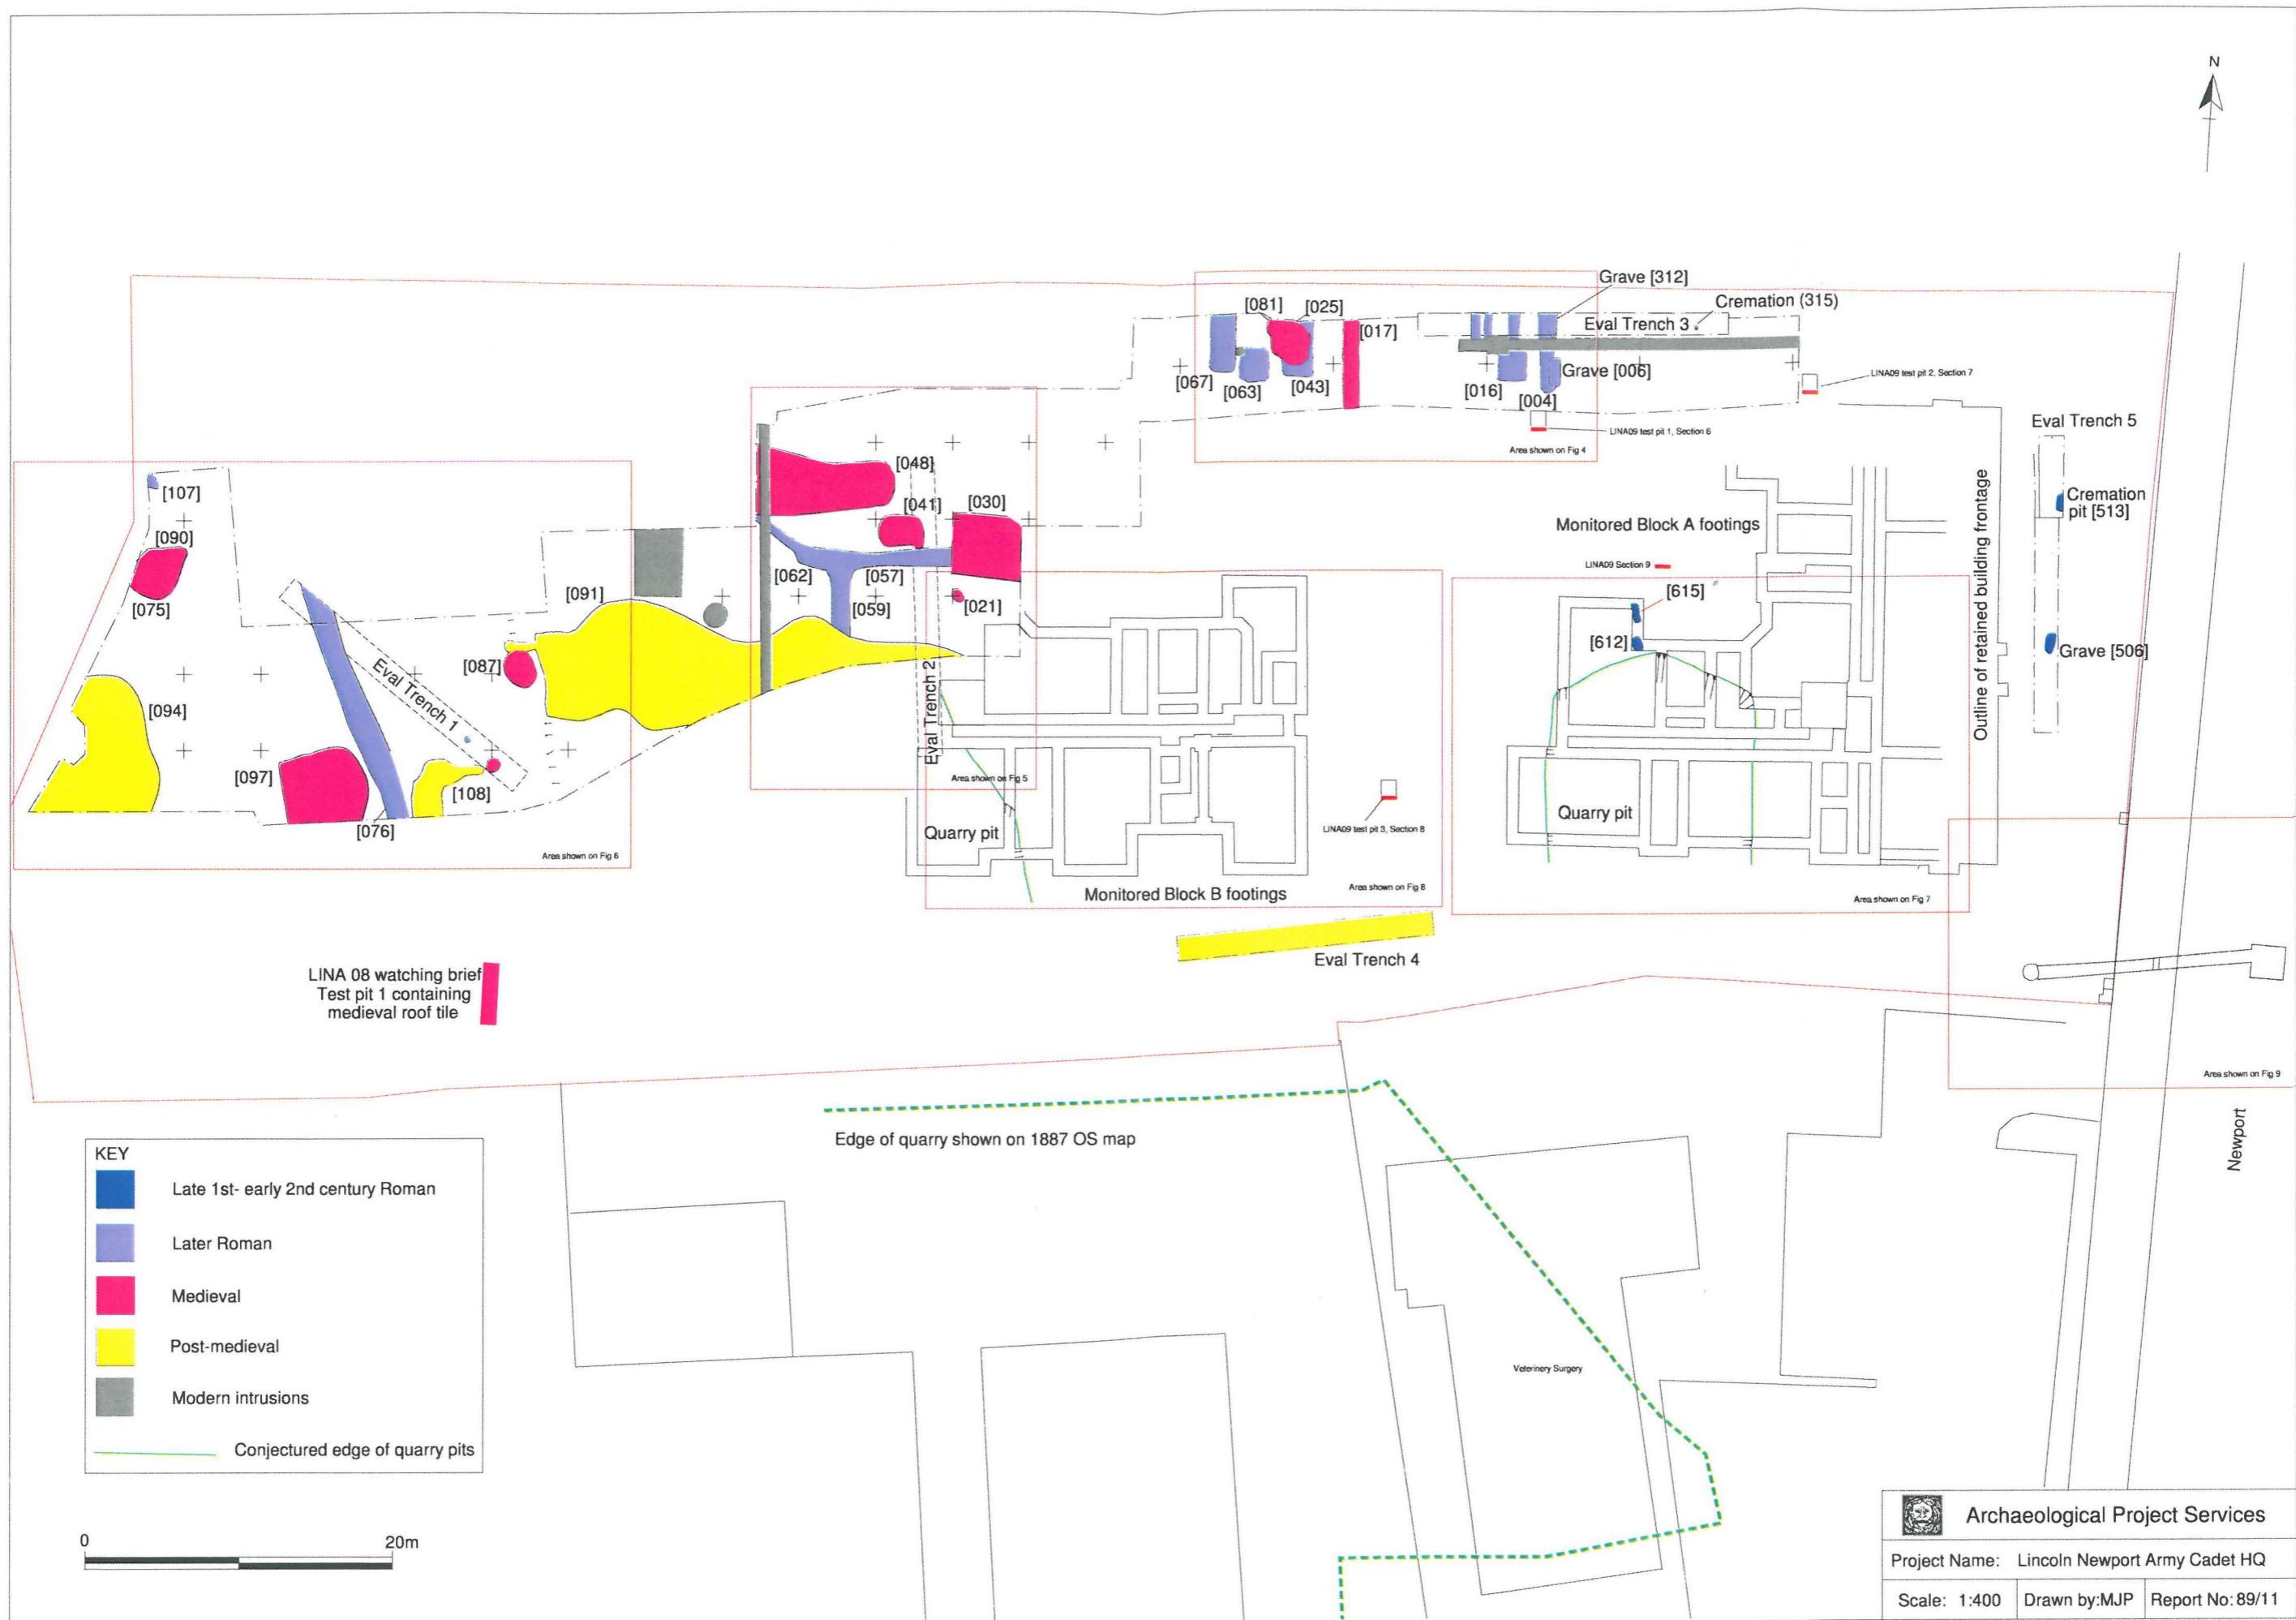 N
Grave [312]
Cremation (315)
[081]
[025]
[017]
Eval Trench 3
[067]
[063]
[043]
[016]
[004]
Grave [006]
LINA09 test pit 2, Section 7
LINA09 test pit 1, Section 6
Area shown on Fig 4
Eval Trench 5
Cremation
pit [513]
Grave [506]
Outline of retained building frontage
Monitored Block A footings
LINA09 Section 9
[615]
[612]
Quarry pit
Area shown on Fig 7
[048]
[041]
[030]
[062]
[057]
[059]
[021]
[091]
Eval Trench 2
Area shown on Fig 5
Quarry pit
LINA09 test pit 3, Section 8
Monitored Block B footings
Area shown on Fig 8
[107]
[090]
[075]
[087]
Eval Trench 1
[094]
[097]
[108]
[076]
Area shown on Fig 6
Eval Trench 4
LINA 08 watching brief
Test pit 1 containing
medieval roof tile
Area shown on Fig 9
Newport
Edge of quarry shown on 1887 OS map
Veterinery Surgery
KEY
Late 1st- early 2nd century Roman
Later Roman
Medieval
Post-medieval
Modern intrusions
Conjectured edge of quarry pits
0 20m
Archaeological Project Services
Project Name: Lincoln Newport Army Cadet HQ
Scale: 1:400 Drawn by:MJP Report No: 89/11